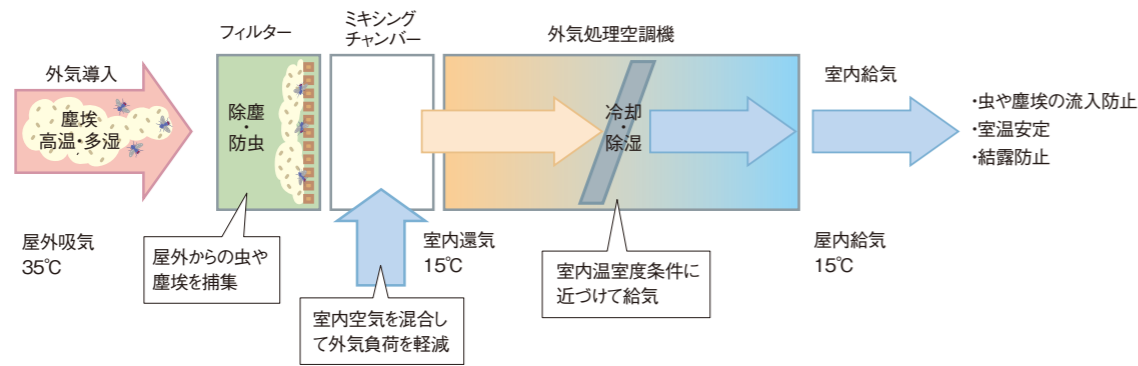 外気導入
塵埃
高温・多湿
屋外吸気
35℃
フィルター
除塵
・
防虫
屋外からの虫や
塵埃を捕集
ミキシング
チャンバー
室内還気
15℃
室内空気を混合し
て外気負荷を軽減
外気処理空調機
冷却
・
除湿
室内温室度条件に
近づけて給気
室内給気
屋内給気
15℃
・虫や塵埃の流入防止
・室温安定
・結露防止